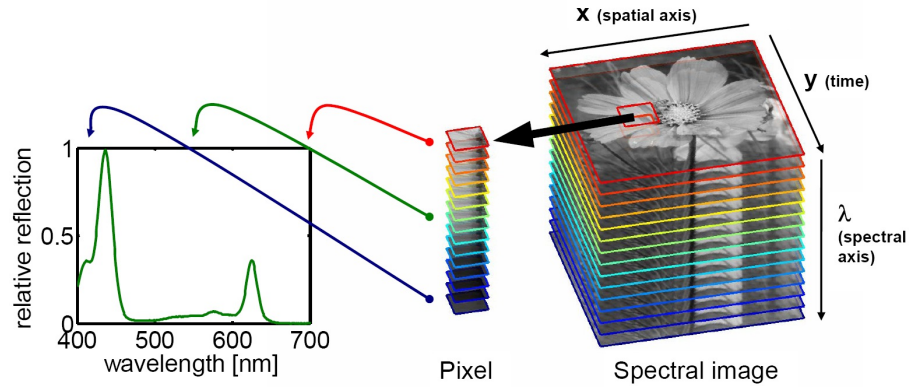 x (spatial axis)
y (time)
λ
(spectral
axis)
relative reflection
1
0.5
0
400 500 600 700
wavelength [nm]
Pixel
Spectral image